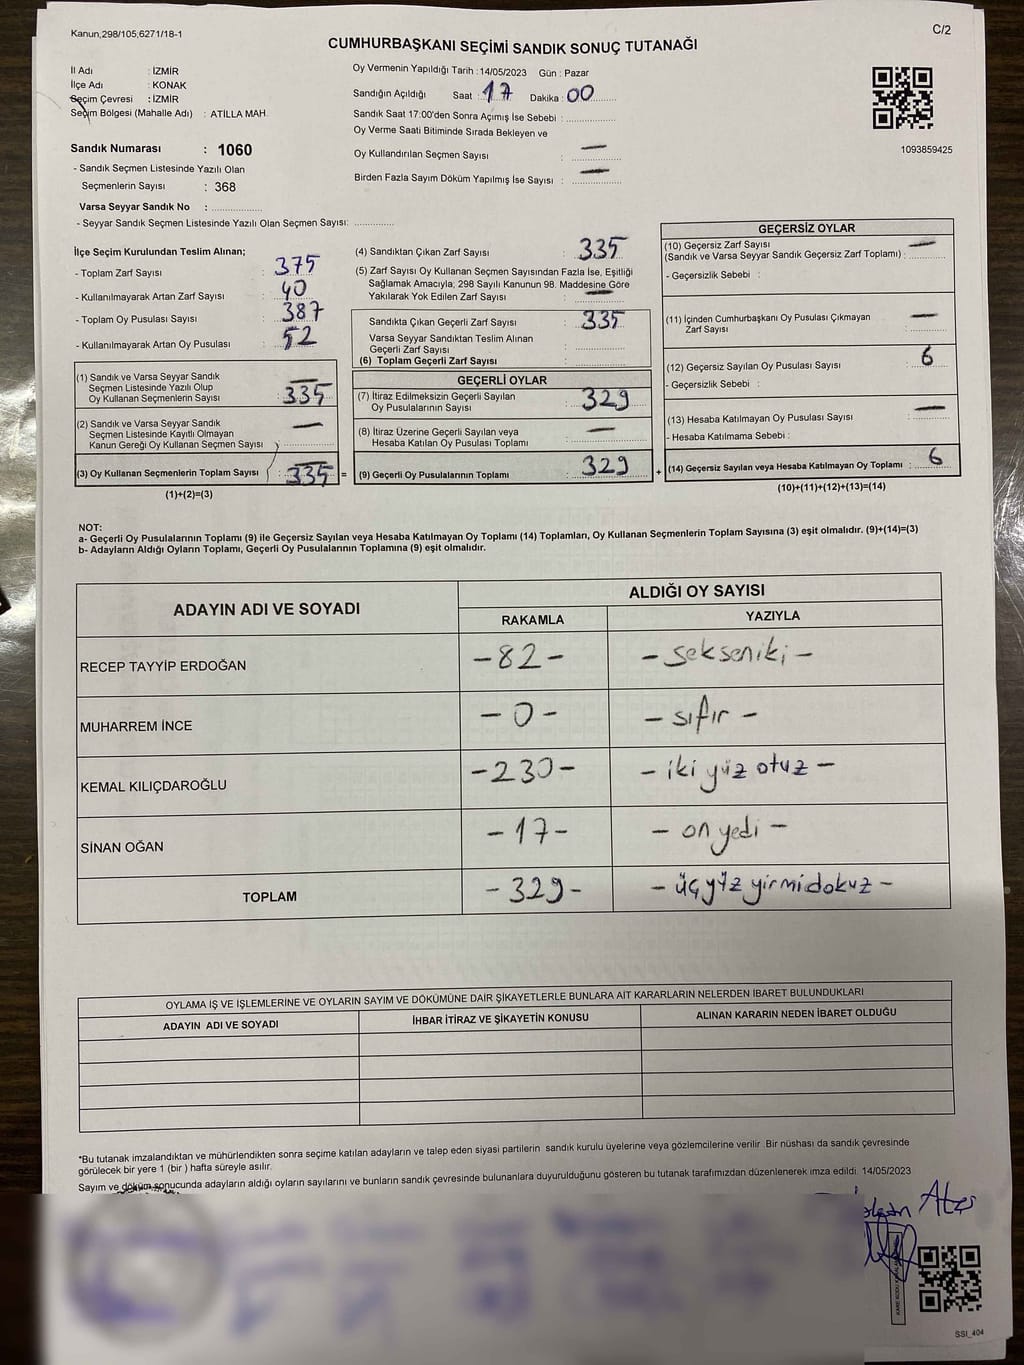 Kanun,298/105;6271/18-1
C/2
CUMHURBAŞKANI SEÇİMİ SANDIK SONUÇ TUTANAĞI
İl Adı : İZMİR
İlçe Adı : KONAK
Seçim Çevresi : İZMİR
Seçim Bölgesi (Mahalle Adı) : ATİLLA MAH.
Oy Vermenin Yapıldığı Tarih : 14/05/2023 Gün : Pazar
Sandığın Açıldığı Saat : 17 Dakika : 00
Sandık Saat 17:00'den Sonra Açımış İse Sebebi :
Oy Verme Saati Bitiminde Sırada Bekleyen ve
Oy Kullandırılan Seçmen Sayısı : —
Birden Fazla Sayım Döküm Yapılmış İse Sayısı : —
1093859425
Sandık Numarası : 1060
- Sandık Seçmen Listesinde Yazılı Olan
Seçmenlerin Sayısı : 368
Varsa Seyyar Sandık No :
- Seyyar Sandık Seçmen Listesinde Yazılı Olan Seçmen Sayısı:
İlçe Seçim Kurulundan Teslim Alınan;
- Toplam Zarf Sayısı : 375
- Kullanılmayarak Artan Zarf Sayısı : 40
- Toplam Oy Pusulası Sayısı : 387
- Kullanılmayarak Artan Oy Pusulası : 52
(1) Sandık ve Varsa Seyyar Sandık
Seçmen Listesinde Yazılı Olup
Oy Kullanan Seçmenlerin Sayısı : 335
(2) Sandık ve Varsa Seyyar Sandık
Seçmen Listesinde Kayıtlı Olmayan
Kanun Gereği Oy Kullanan Seçmen Sayısı : —
(3) Oy Kullanan Seçmenlerin Toplam Sayısı : 335 =
(1)+(2)=(3)
(4) Sandıktan Çıkan Zarf Sayısı : 335
(5) Zarf Sayısı Oy Kullanan Seçmen Sayısından Fazla İse, Eşitliği
Sağlamak Amacıyla; 298 Sayılı Kanunun 98. Maddesine Göre
Yakılarak Yok Edilen Zarf Sayısı : —
Sandıkta Çıkan Geçerli Zarf Sayısı : 335
Varsa Seyyar Sandıktan Teslim Alınan
Geçerli Zarf Sayısı :
(6) Toplam Geçerli Zarf Sayısı :
GEÇERLİ OYLAR
(7) İtiraz Edilmeksizin Geçerli Sayılan
Oy Pusulalarının Sayısı : 329
(8) İtiraz Üzerine Geçerli Sayılan veya
Hesaba Katılan Oy Pusulası Toplamı : —
(9) Geçerli Oy Pusulalarının Toplamı : 329 +
GEÇERSİZ OYLAR
(10) Geçersiz Zarf Sayısı
(Sandık ve Varsa Seyyar Sandık Geçersiz Zarf Toplamı) : —
- Geçersizlik Sebebi :
(11) İçinden Cumhurbaşkanı Oy Pusulası Çıkmayan
Zarf Sayısı : —
(12) Geçersiz Sayılan Oy Pusulası Sayısı : 6
- Geçersizlik Sebebi :
(13) Hesaba Katılmayan Oy Pusulası Sayısı : —
- Hesaba Katılmama Sebebi :
(14) Geçersiz Sayılan veya Hesaba Katılmayan Oy Toplamı : 6
(10)+(11)+(12)+(13)=(14)
NOT:
a- Geçerli Oy Pusulalarının Toplamı (9) ile Geçersiz Sayılan veya Hesaba Katılmayan Oy Toplamı (14) Toplamları, Oy Kullanan Seçmenlerin Toplam Sayısına (3) eşit olmalıdır. (9)+(14)=(3)
b- Adayların Aldığı Oyların Toplamı, Geçerli Oy Pusulalarının Toplamına (9) eşit olmalıdır.
ADAYIN ADI VE SOYADI
ALDIĞI OY SAYISI
RAKAMLA YAZIYLA
RECEP TAYYİP ERDOĞAN -82- -sekseniki-
MUHARREM İNCE -0- -sıfır-
KEMAL KILIÇDAROĞLU -230- -iki yüz otuz-
SİNAN OĞAN -17- -on yedi-
TOPLAM -329- -üçyüz yirmidokuz-
OYLAMA İŞ VE İŞLEMLERİNE VE OYLARIN SAYIM VE DÖKÜMÜNE DAİR ŞİKAYETLERLE BUNLARA AİT KARARLARIN NELERDEN İBARET BULUNDUKLARI
ADAYIN ADI VE SOYADI İHBAR İTİRAZ VE ŞİKAYETİN KONUSU ALINAN KARARIN NEDEN İBARET OLDUĞU
*Bu tutanak imzalandıktan ve mühürlendikten sonra seçime katılan adayların ve talep eden siyasi partilerin sandık kurulu üyelerine veya gözlemcilerine verilir. Bir nüshası da sandık çevresinde
görülecek bir yere 1 (bir ) hafta süreyle asılır.
Sayım ve döküm sonucunda adayların aldığı oyların sayılarını ve bunların sandık çevresinde bulunanlara duyurulduğunu gösteren bu tutanak tarafımızdan düzenlenerek imza edildi. 14/05/2023
SSI_404